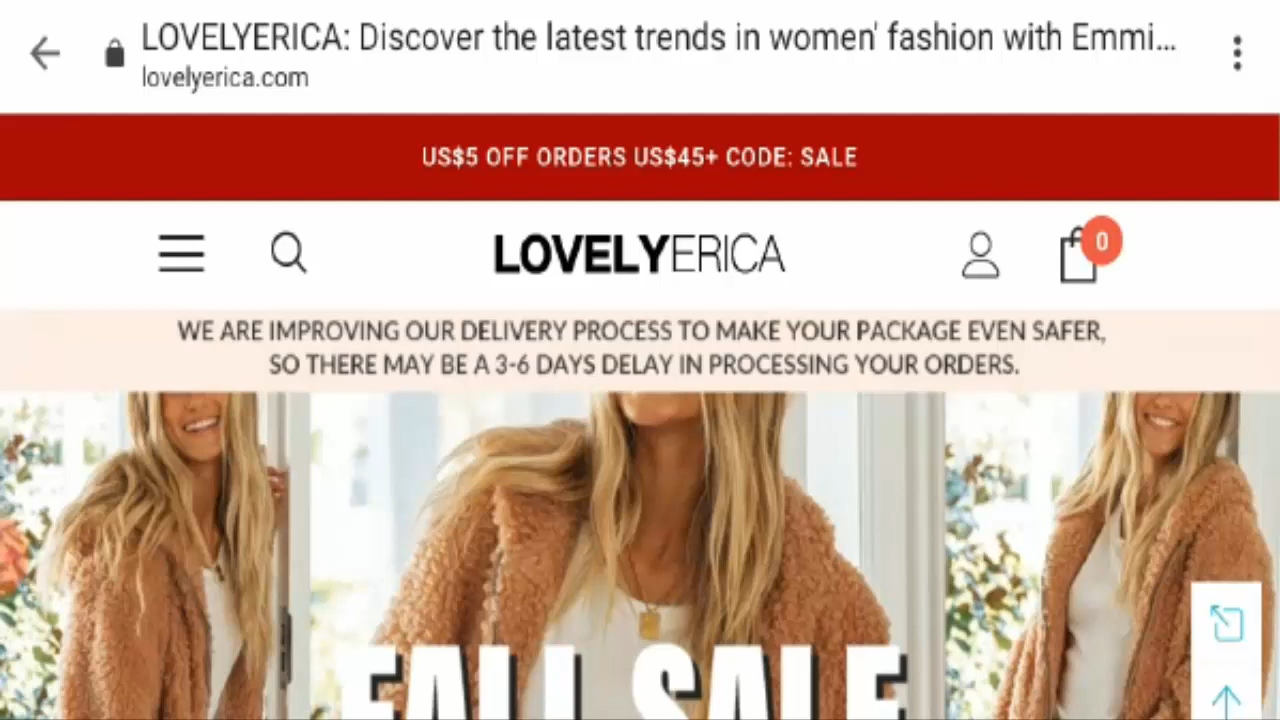 LOVELYERICA: Discover the latest trends in women' fashion with Emmi...
lovelyerica.com
US$5 OFF ORDERS US$45+ CODE: SALE
LOVELYERICA
0
WE ARE IMPROVING OUR DELIVERY PROCESS TO MAKE YOUR PACKAGE EVEN SAFER,
SO THERE MAY BE A 3-6 DAYS DELAY IN PROCESSING YOUR ORDERS.
FALL SALE